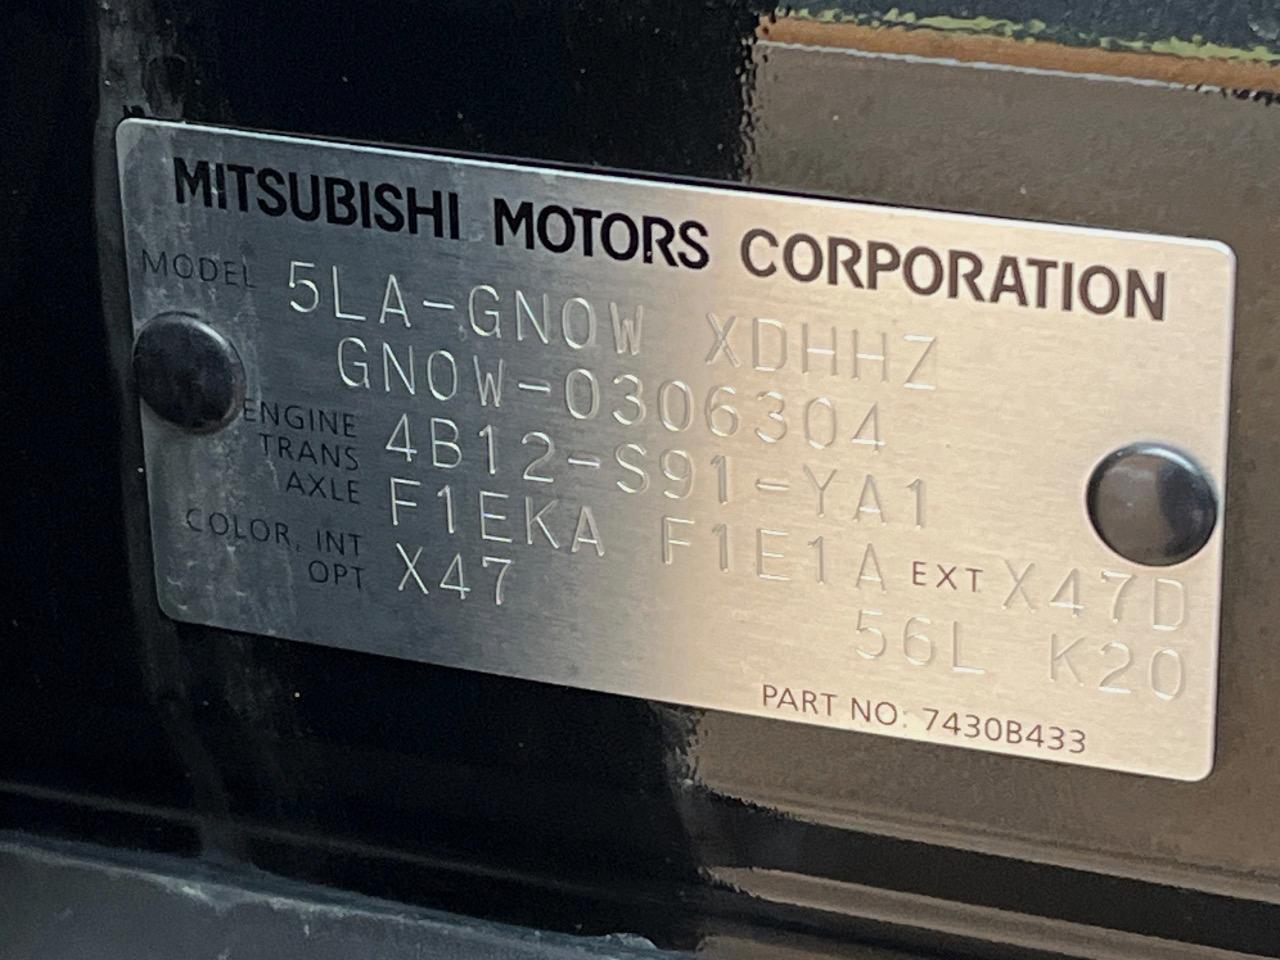 MITSUBISHI MOTORS CORPORATION
MODEL 5LA-GN0W XDHHZ
GN0W-0306304
ENGINE 4B12-S91-YA1
TRANS AXLE F1EKA F1E1A
COLOR, INT OPT X47 EXT X47D
56L K20
PART NO: 7430B433